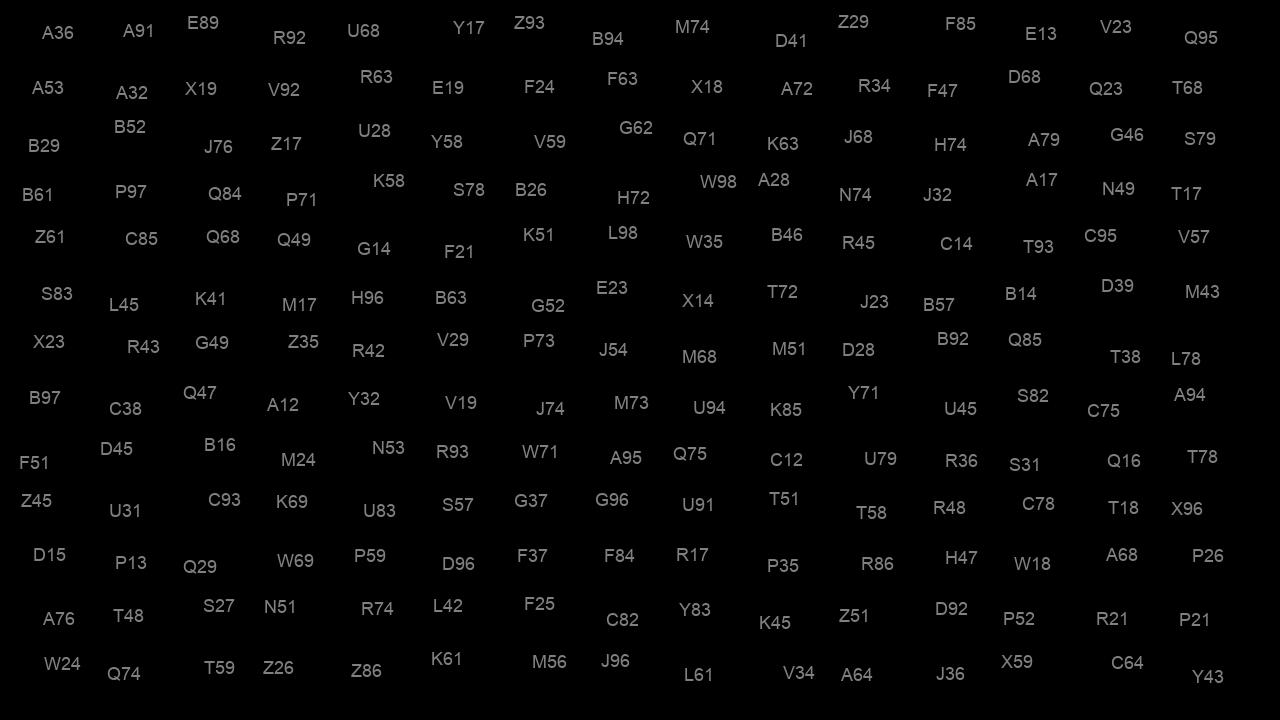 A36 A91 E89 R92 U68 Y17 Z93 B94 M74 D41 Z29 F85 E13 V23 Q95
A53 A32 X19 V92 R63 E19 F24 F63 X18 A72 R34 F47 D68 Q23 T68
B29 B52 J76 Z17 U28 Y58 V59 G62 Q71 K63 J68 H74 A79 G46 S79
B61 P97 Q84 P71 K58 S78 B26 H72 W98 A28 N74 J32 A17 N49 T17
Z61 C85 Q68 Q49 G14 F21 K51 L98 W35 B46 R45 C14 T93 C95 V57
S83 L45 K41 M17 H96 B63 G52 E23 X14 T72 J23 B57 B14 D39 M43
X23 R43 G49 Z35 R42 V29 P73 J54 M68 M51 D28 B92 Q85 T38 L78
B97 C38 Q47 A12 Y32 V19 J74 M73 U94 K85 Y71 U45 S82 C75 A94
F51 D45 B16 M24 N53 R93 W71 A95 Q75 C12 U79 R36 S31 Q16 T78
Z45 U31 C93 K69 U83 S57 G37 G96 U91 T51 T58 R48 C78 T18 X96
D15 P13 Q29 W69 P59 D96 F37 F84 R17 P35 R86 H47 W18 A68 P26
A76 T48 S27 N51 R74 L42 F25 C82 Y83 K45 Z51 D92 P52 R21 P21
W24 Q74 T59 Z26 Z86 K61 M56 J96 L61 V34 A64 J36 X59 C64 Y43